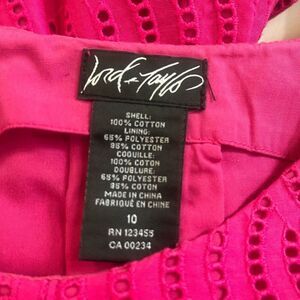 Lord & Taylor
SHELL:
100% COTTON
LINING:
65% POLYESTER
35% COTTON
COQUILLE:
100% COTON
DOUBLURE:
65% POLYESTER
35% COTON
MADE IN CHINA
FABRIQUÉ EN CHINE
10
RN 123455
CA 00234